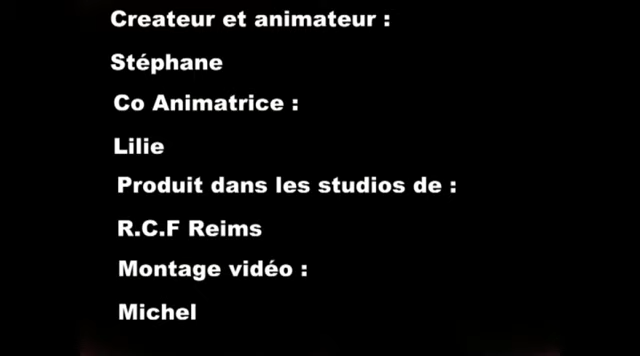 Createur et animateur :
Stéphane
Co Animatrice :
Lilie
Produit dans les studios de :
R.C.F Reims
Montage vidéo :
Michel